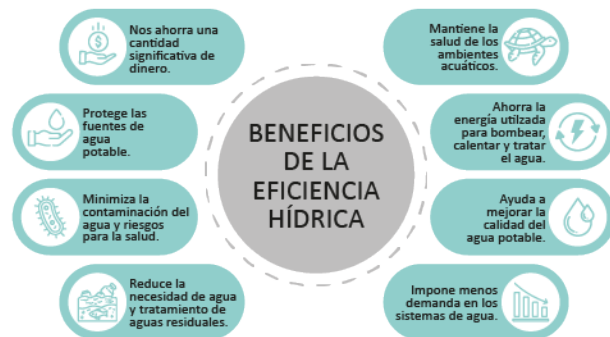 BENEFICIOS
DE LA
EFICIENCIA
HÍDRICA
Nos ahorra una
cantidad
significativa de
dinero.
Protege las
fuentes de
agua
potable.
Minimiza la
contaminación del
agua y riesgos
para la salud.
Reduce la
necesidad de agua
y tratamiento de
aguas residuales.
Mantiene la
salud de los
ambientes
acuáticos.
Ahorra la
energía utilzada
para bombear,
calentar y tratar
el agua.
Ayuda a
mejorar la
calidad del
agua potable.
Impone menos
demanda en los
sistemas de agua.